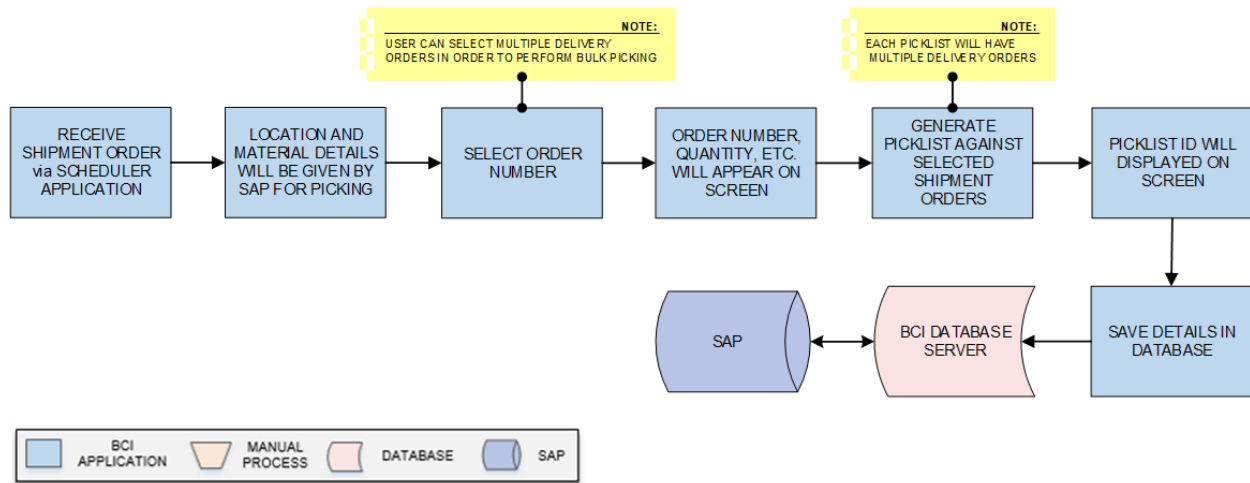 NOTE:
USER CAN SELECT MULTIPLE DELIVERY
ORDERS IN ORDER TO PERFORM BULK PICKING
NOTE:
EACH PICKLIST WILL HAVE
MULTIPLE DELIVERY ORDERS
RECEIVE
SHIPMENT ORDER
via SCHEDULER
APPLICATION
LOCATION AND
MATERIAL DETAILS
WILL BE GIVEN BY
SAP FOR PICKING
SELECT ORDER
NUMBER
ORDER NUMBER,
QUANTITY, ETC.
WILL APPEAR ON
SCREEN
GENERATE
PICKLIST AGAINST
SELECTED
SHIPMENT
ORDERS
PICKLIST ID WILL
DISPLAYED ON
SCREEN
SAP
BCI DATABASE
SERVER
SAVE DETAILS IN
DATABASE
BCI
APPLICATION
MANUAL
PROCESS
DATABASE
SAP